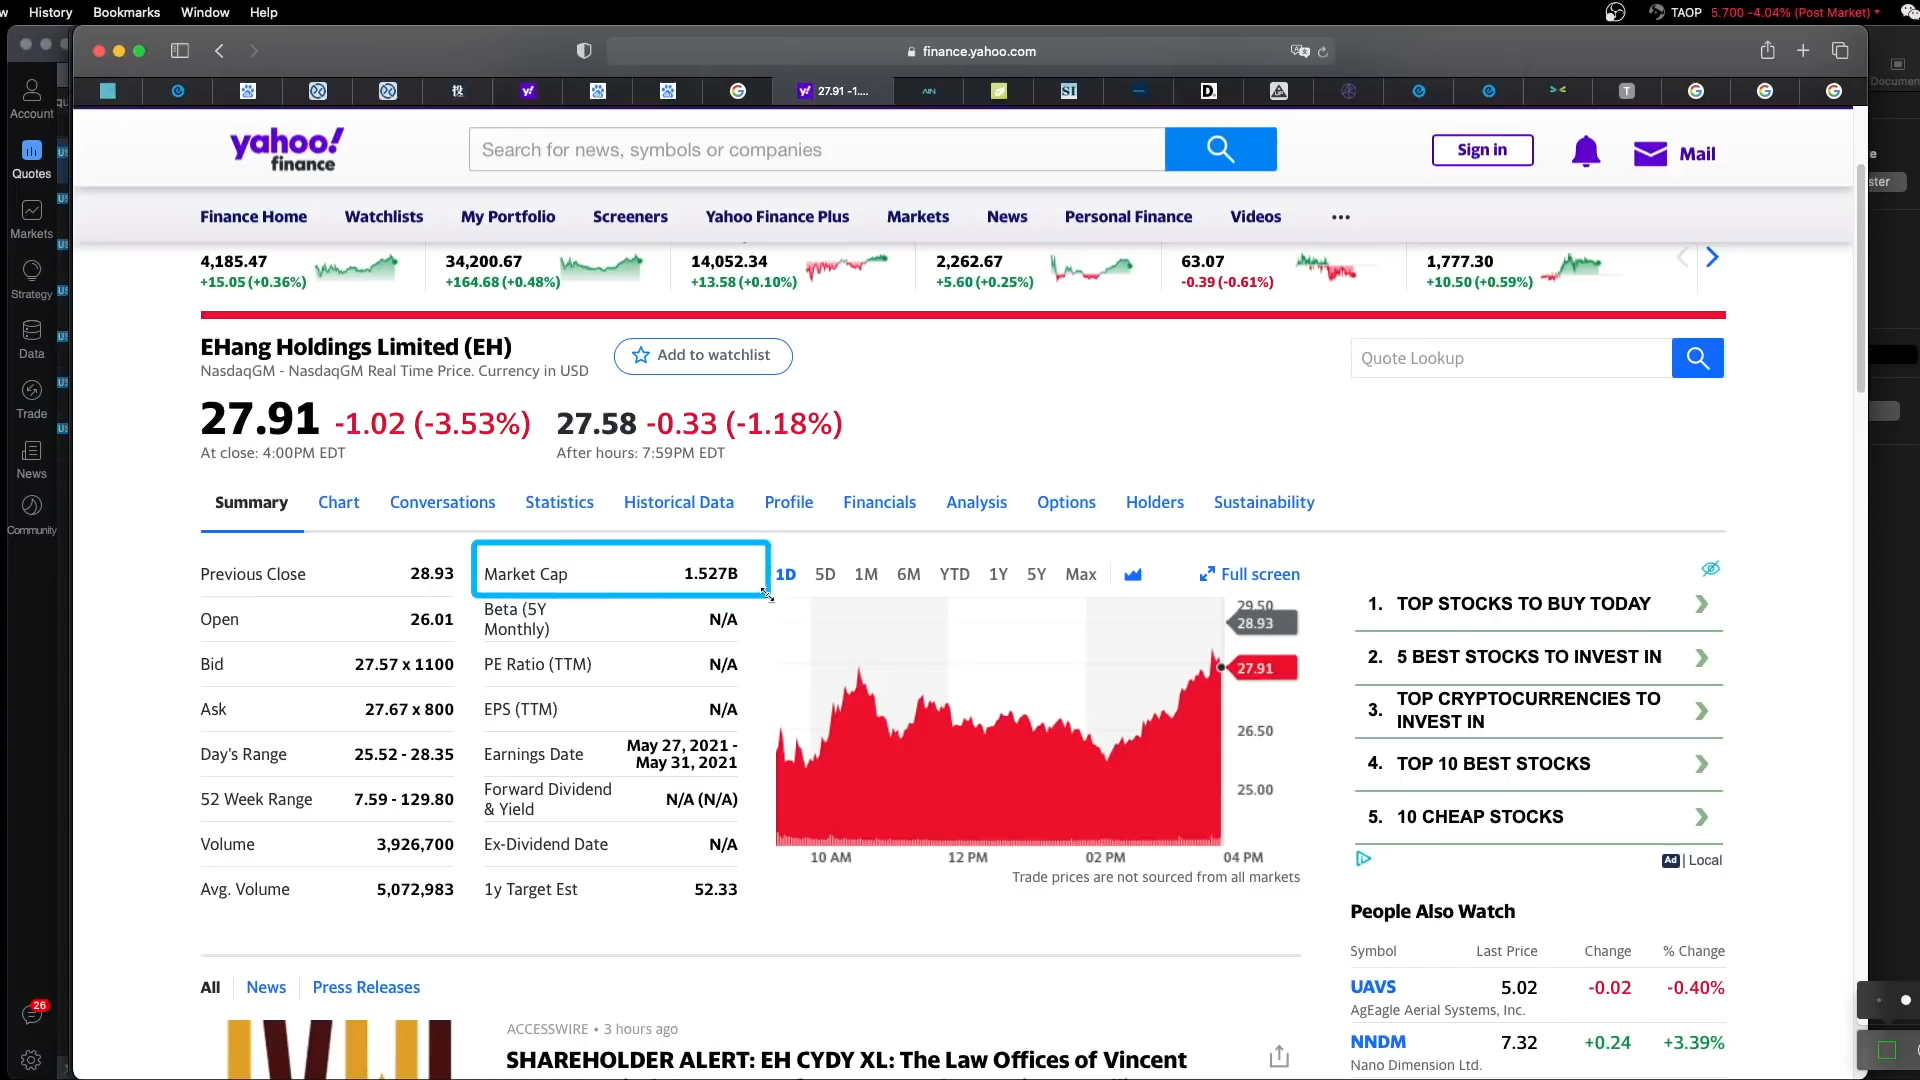 History Bookmarks Window Help
TAOP 5.700 -4.04% (Post Market)
finance.yahoo.com
27.91 -1....
Account
Quotes
Markets
Strategy
Data
Trade
News
Community
26
yahoo!
finance
Search for news, symbols or companies
Sign in
Mail
Finance Home Watchlists My Portfolio Screeners Yahoo Finance Plus Markets News Personal Finance Videos
4,185.47 34,200.67 14,052.34 2,262.67 63.07 1,777.30
+15.05 (+0.36%) +164.68 (+0.48%) +13.58 (+0.10%) +5.60 (+0.25%) -0.39 (-0.61%) +10.50 (+0.59%)
EHang Holdings Limited (EH)
Add to watchlist
NasdaqGM - NasdaqGM Real Time Price. Currency in USD
Quote Lookup
27.91 -1.02 (-3.53%) 27.58 -0.33 (-1.18%)
At close: 4:00PM EDT After hours: 7:59PM EDT
Summary Chart Conversations Statistics Historical Data Profile Financials Analysis Options Holders Sustainability
Previous Close 28.93
Open 26.01
Bid 27.57 x 1100
Ask 27.67 x 800
Day's Range 25.52 - 28.35
52 Week Range 7.59 - 129.80
Volume 3,926,700
Avg. Volume 5,072,983
Market Cap 1.527B
Beta (5Y
Monthly) N/A
PE Ratio (TTM) N/A
EPS (TTM) N/A
Earnings Date May 27, 2021 -
May 31, 2021
Forward Dividend
& Yield N/A (N/A)
Ex-Dividend Date N/A
1y Target Est 52.33
1D 5D 1M 6M YTD 1Y 5Y Max Full screen
29.50
28.93
27.91
26.50
25.00
10 AM 12 PM 02 PM 04 PM
Trade prices are not sourced from all markets
1. TOP STOCKS TO BUY TODAY
2. 5 BEST STOCKS TO INVEST IN
3. TOP CRYPTOCURRENCIES TO
INVEST IN
4. TOP 10 BEST STOCKS
5. 10 CHEAP STOCKS
Ad | Local
People Also Watch
Symbol Last Price Change % Change
UAVS 5.02 -0.02 -0.40%
AgEagle Aerial Systems, Inc.
NNDM 7.32 +0.24 +3.39%
Nano Dimension Ltd.
All News Press Releases
ACCESSWIRE • 3 hours ago
SHAREHOLDER ALERT: EH CYDY XL: The Law Offices of Vincent